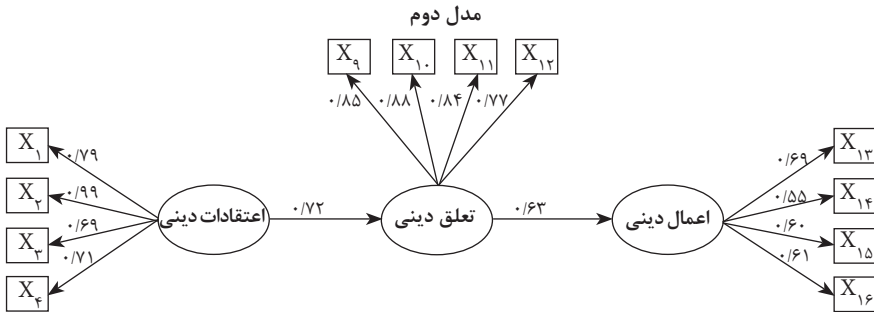 مدل دوم
X۹ X۱۰ X۱۱ X۱۲
۰/۸۵ ۰/۸۸ ۰/۸۴ ۰/۷۷
X۱
۰/۷۹
X۲
۰/۹۹
X۳
۰/۶۹
X۴
۰/۷۱
اعتقادات دینی
۰/۷۲
تعلق دینی
۰/۶۳
اعمال دینی
X۱۳
۰/۶۹
X۱۴
۰/۵۵
X۱۵
۰/۶۰
X۱۶
۰/۶۱